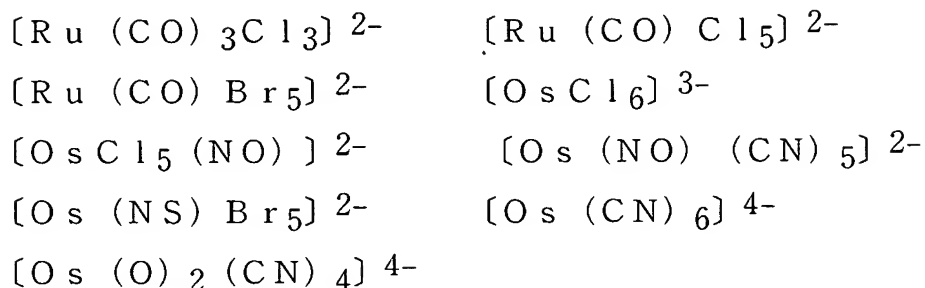 〔Ru(CO)3Cl3〕2- 〔Ru(CO)Cl5〕2-
〔Ru(CO)Br5〕2- 〔OsCl6〕3-
〔OsCl5(NO)〕2- 〔Os(NO)(CN)5〕2-
〔Os(NS)Br5〕2- 〔Os(CN)6〕4-
〔Os(O)2(CN)4〕4-